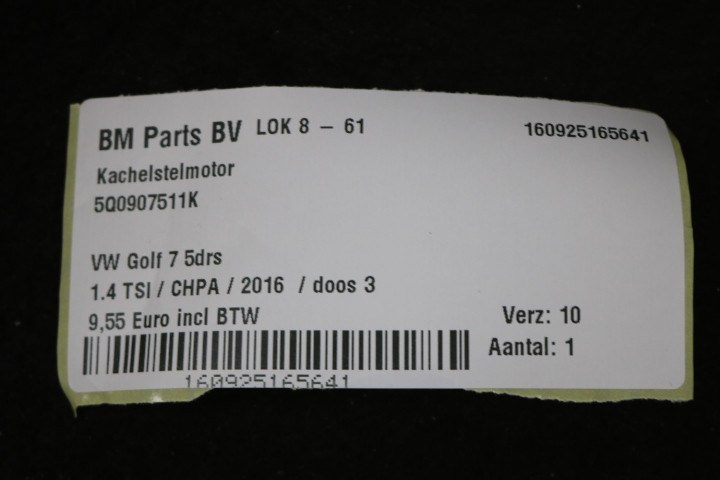 BM Parts BV LOK 8 - 61 160925165641
Kachelstelmotor
5Q0907511K
VW Golf 7 5drs
1.4 TSI / CHPA / 2016 / doos 3
9,55 Euro incl BTW Verz: 10
Aantal: 1
160925165641